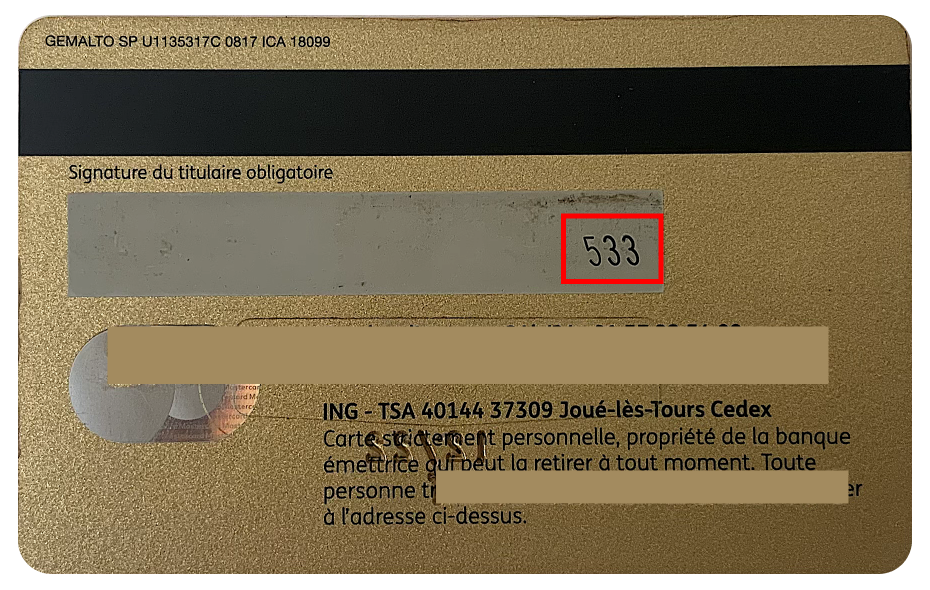 GEMALTO SP U1135317C 0817 ICA 18099
Signature du titulaire obligatoire
533
ING - TSA 40144 37309 Joué-lès-Tours Cedex
Carte strictement personnelle, propriété de la banque
émettrice qui peut la retirer à tout moment. Toute
personne
à l'adresse ci-dessus.